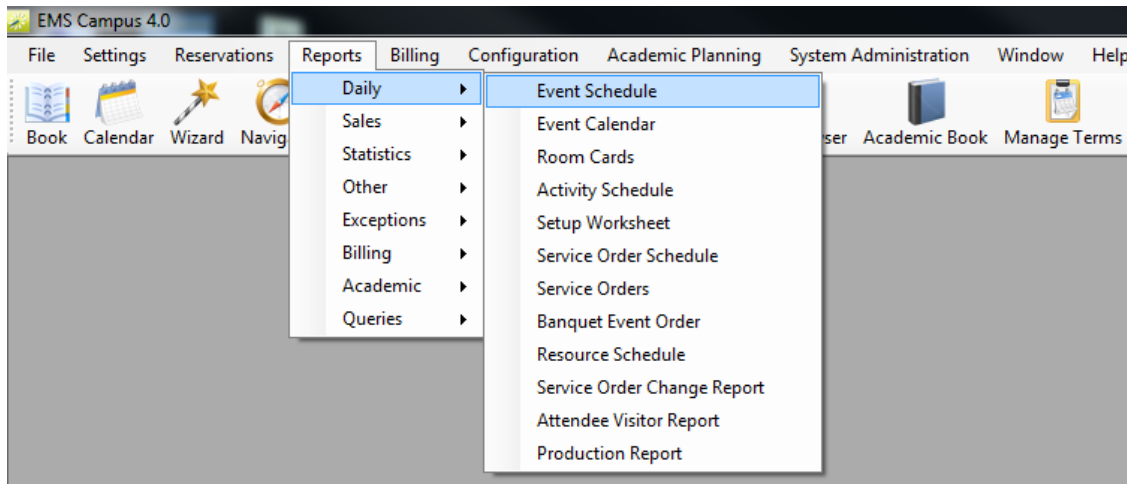 EMS Campus 4.0
File Settings Reservations Reports Billing Configuration Academic Planning System Administration Window Help
Book Calendar Wizard Navig ser Academic Book Manage Terms
Daily
Sales
Statistics
Other
Exceptions
Billing
Academic
Queries
Event Schedule
Event Calendar
Room Cards
Activity Schedule
Setup Worksheet
Service Order Schedule
Service Orders
Banquet Event Order
Resource Schedule
Service Order Change Report
Attendee Visitor Report
Production Report